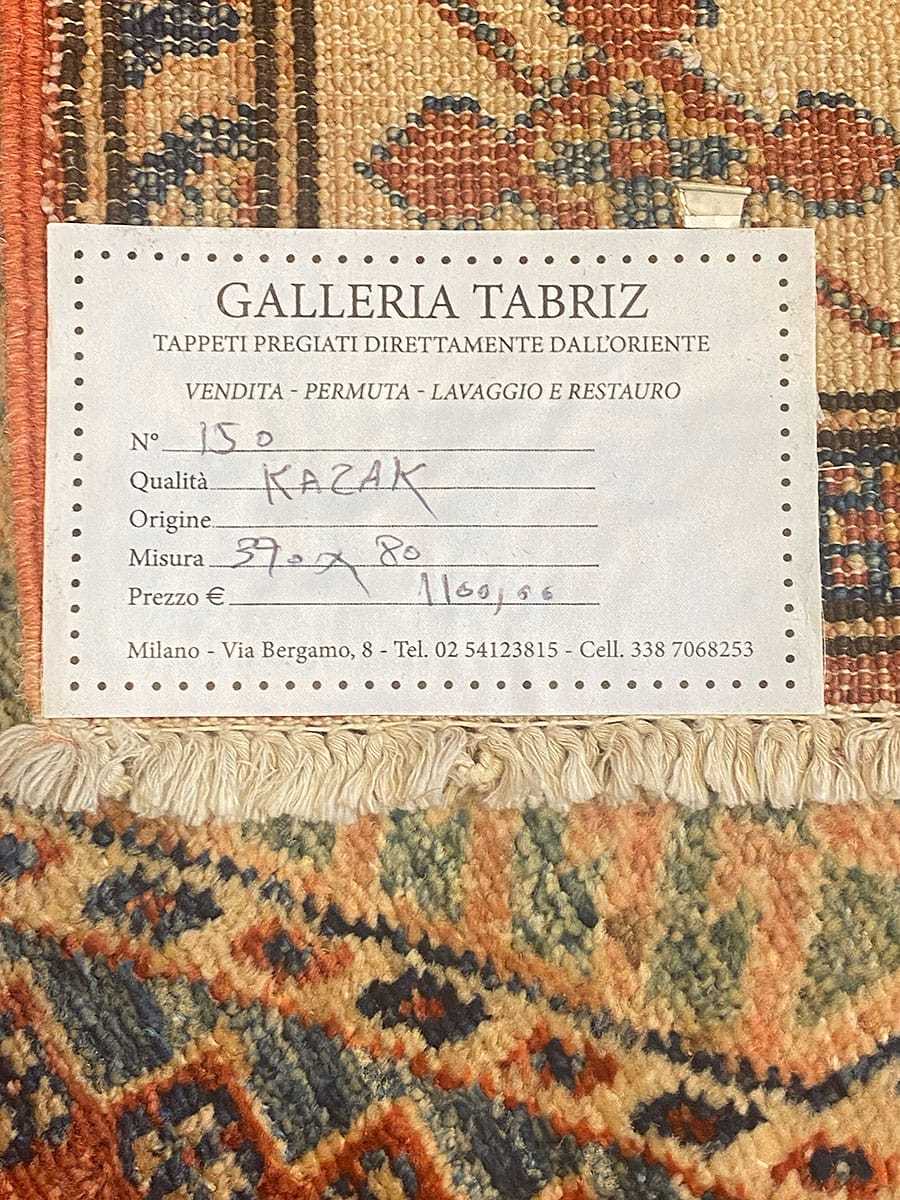 GALLERIA TABRIZ
TAPPETI PREGIATI DIRETTAMENTE DALL'ORIENTE
VENDITA - PERMUTA - LAVAGGIO E RESTAURO
N° 150
Qualità KAZAK
Origine
Misura 390 x 80
Prezzo € 1100,00
Milano - Via Bergamo, 8 - Tel. 02 54123815 - Cell. 338 7068253